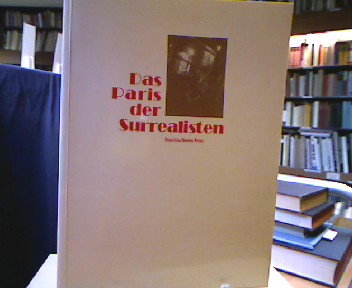 Das
Paris
der
Surrealisten